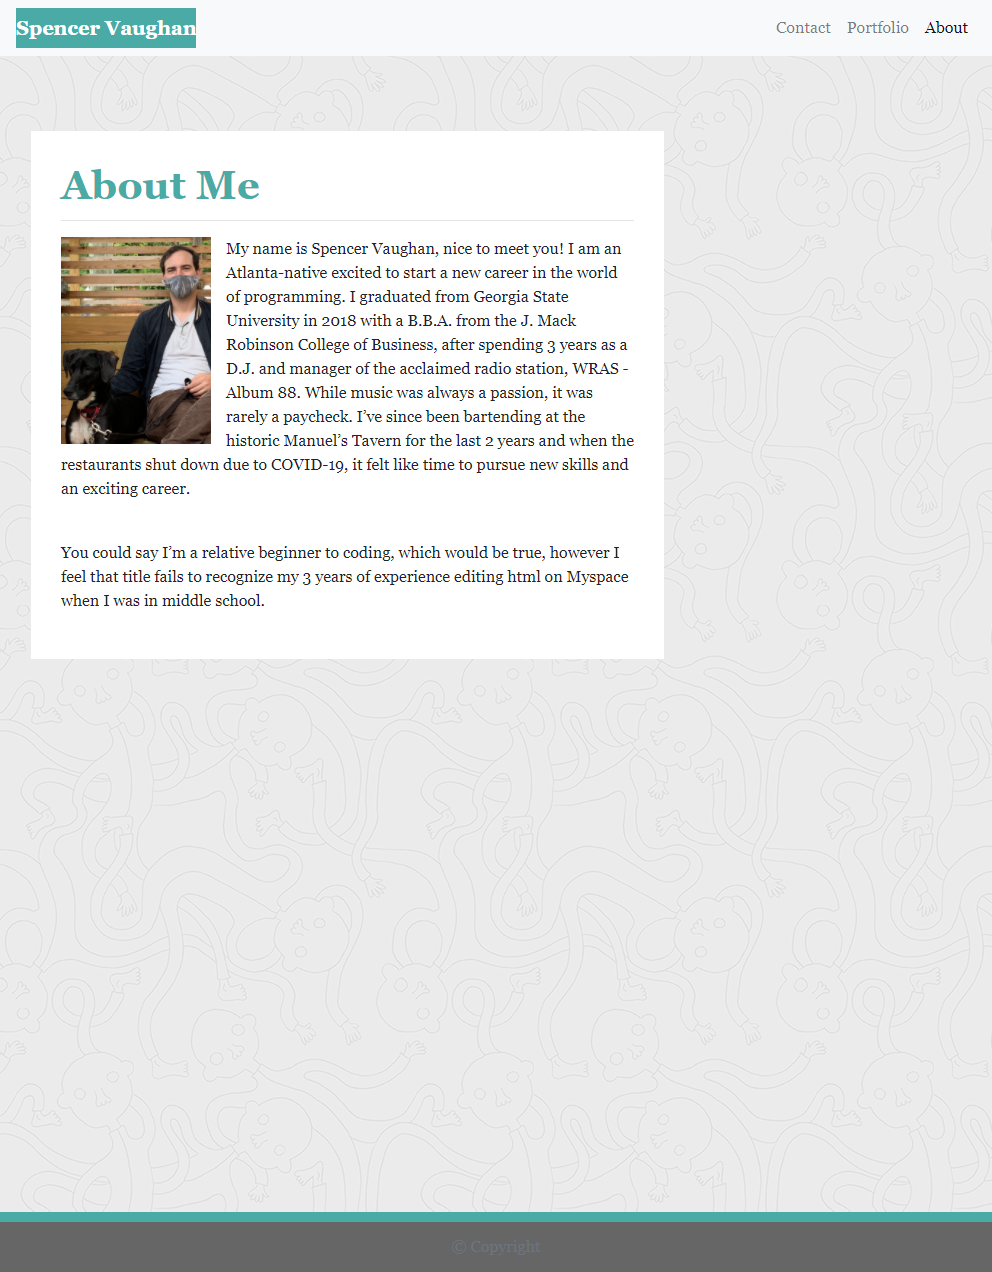 Spencer Vaughan
Contact Portfolio About
About Me
My name is Spencer Vaughan, nice to meet you! I am an
Atlanta-native excited to start a new career in the world
of programming. I graduated from Georgia State
University in 2018 with a B.B.A. from the J. Mack
Robinson College of Business, after spending 3 years as a
D.J. and manager of the acclaimed radio station, WRAS -
Album 88. While music was always a passion, it was
rarely a paycheck. I’ve since been bartending at the
historic Manuel’s Tavern for the last 2 years and when the
restaurants shut down due to COVID-19, it felt like time to pursue new skills and
an exciting career.
You could say I’m a relative beginner to coding, which would be true, however I
feel that title fails to recognize my 3 years of experience editing html on Myspace
when I was in middle school.
© Copyright